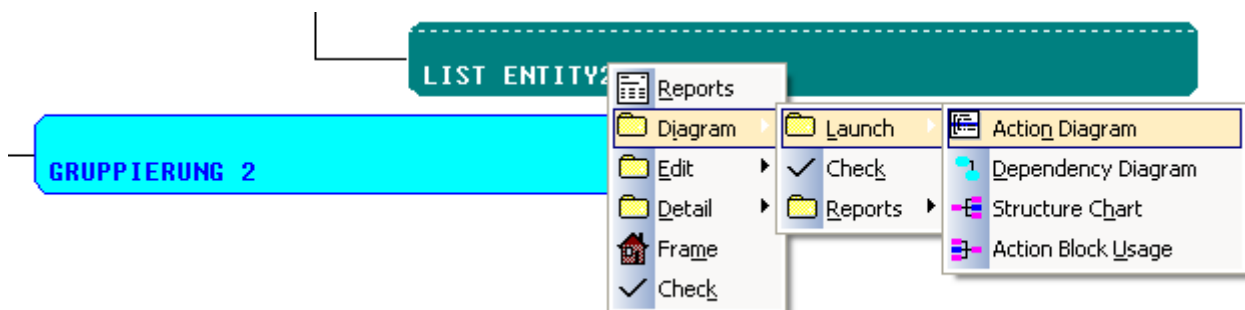 LIST ENTITY2
GRUPPIERUNG 2
Reports
Diagram
Edit
Detail
Frame
Check
Launch
Check
Reports
Action Diagram
Dependency Diagram
Structure Chart
Action Block Usage